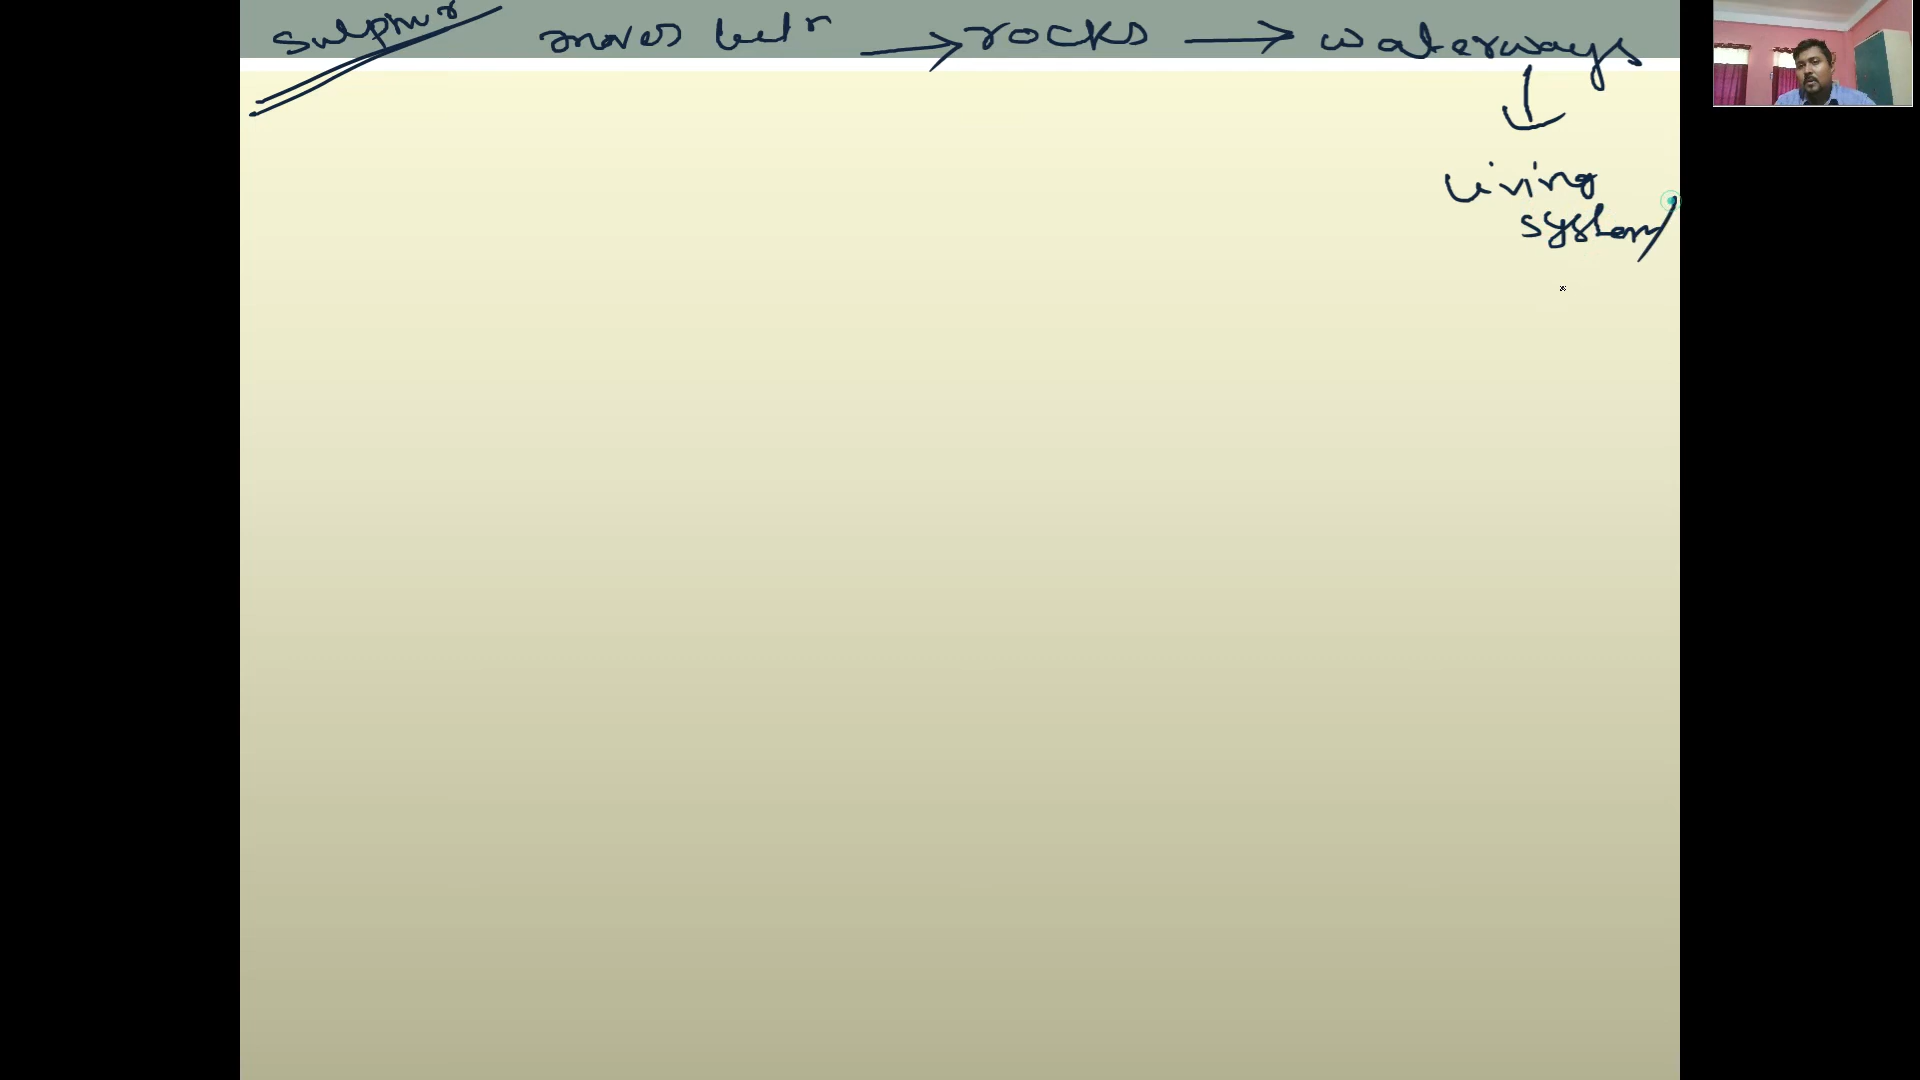 Sulphur moves betn → rocks → waterways
↓
living
system